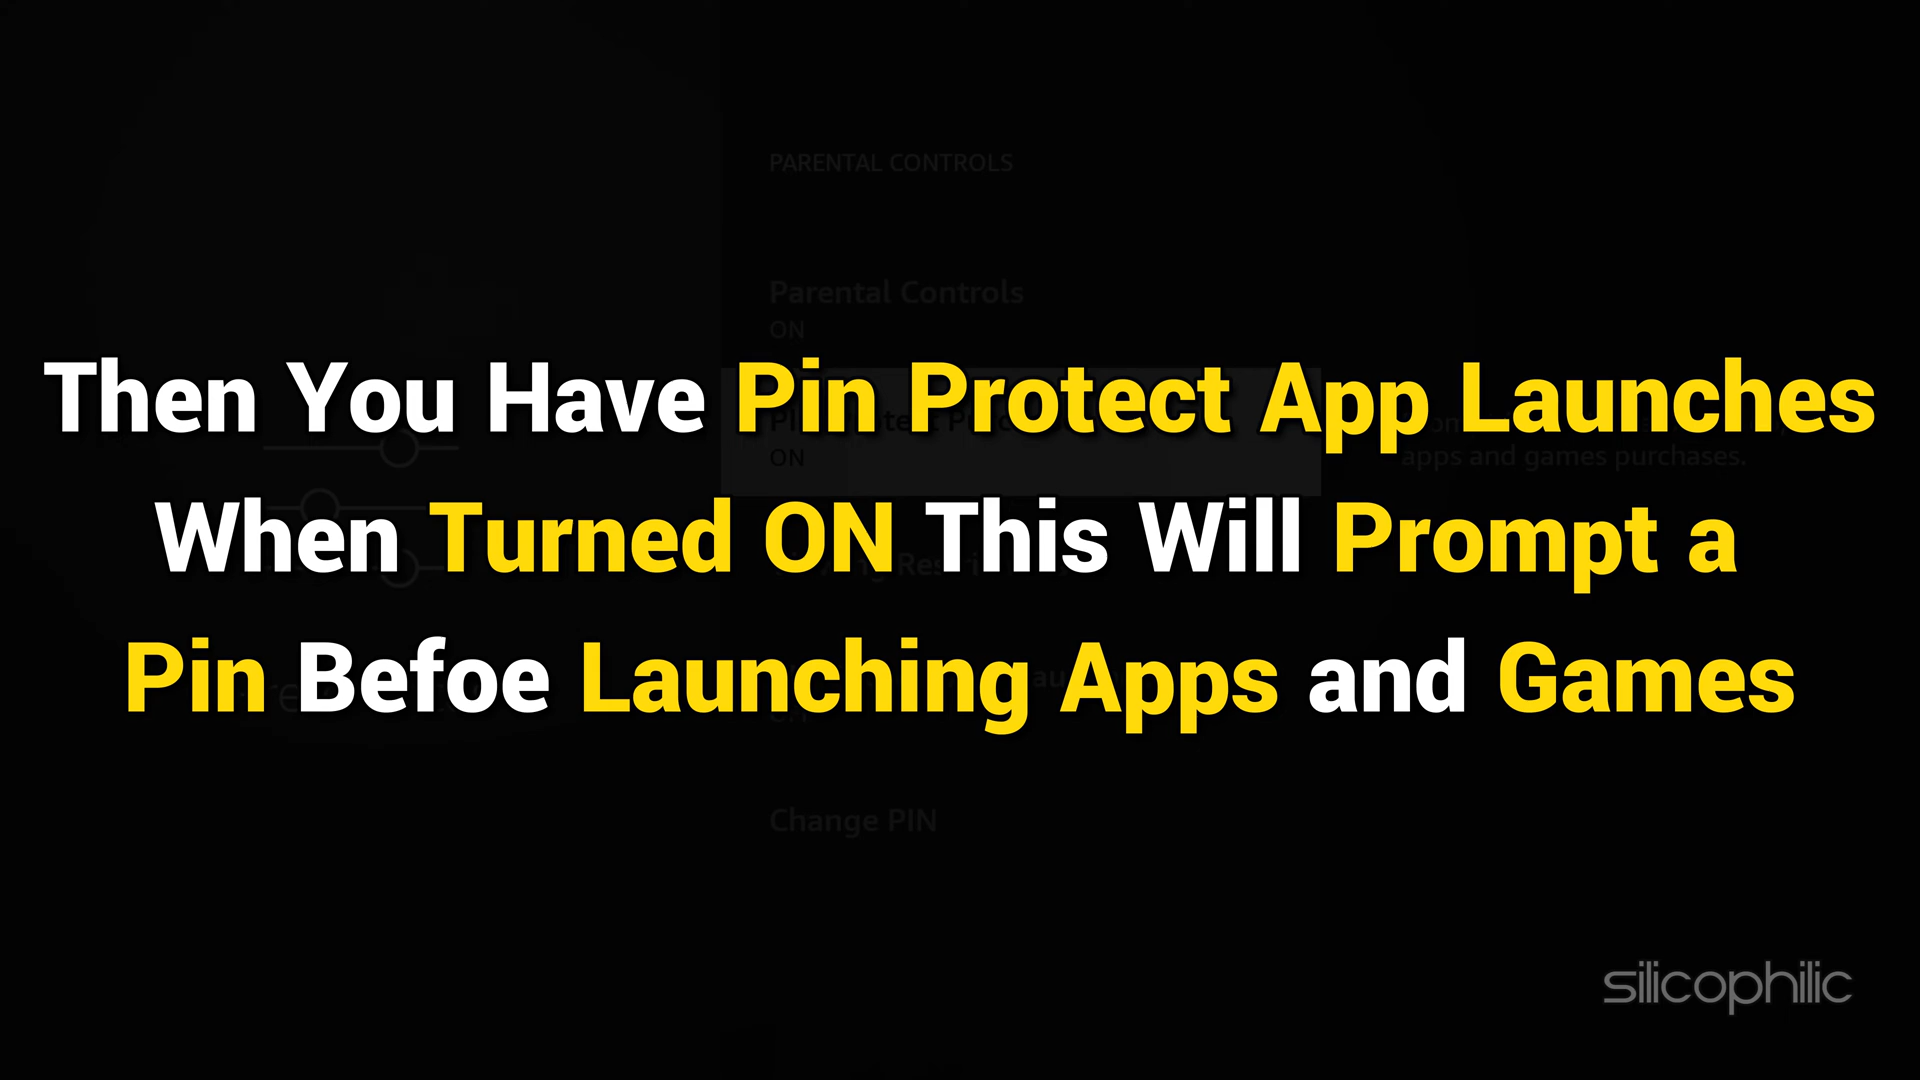 PARENTAL CONTROLS
Parental Controls
ON
Then You Have Pin Protect App Launches
ON
apps and games purchases.
When Turned ON This Will Prompt a
Pin Befoe Launching Apps and Games
Change PIN
silicophilic